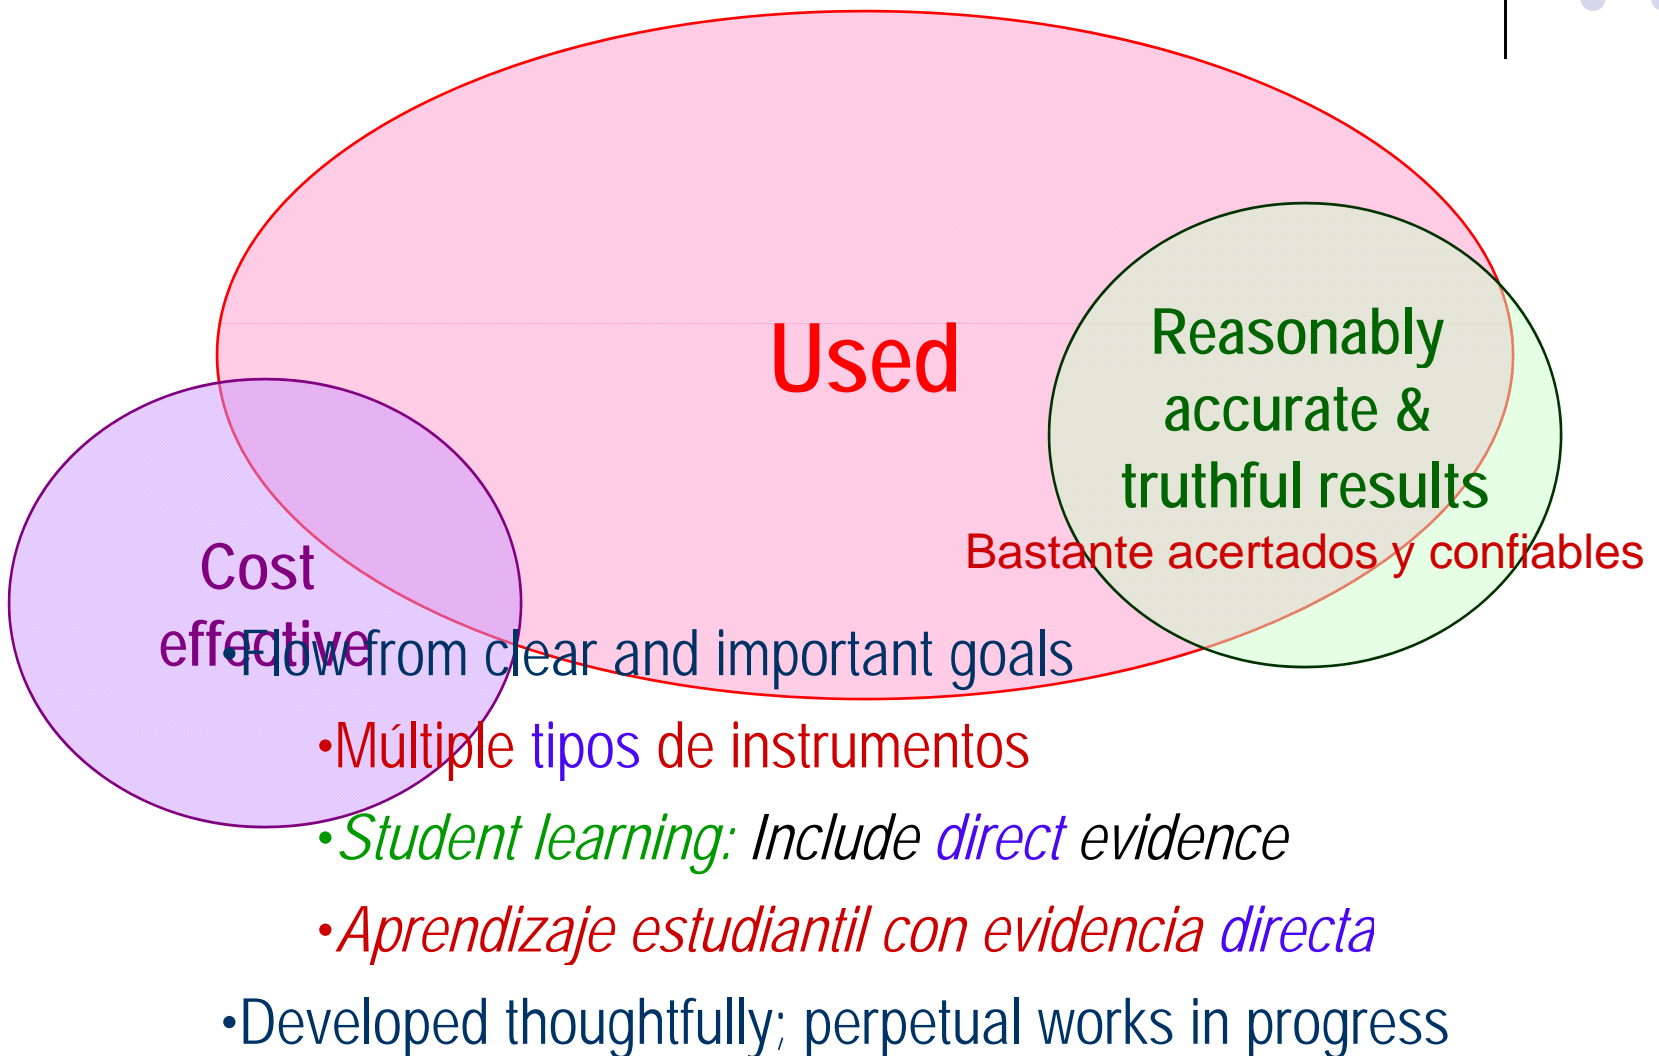 Used
Reasonably
accurate &
truthful results
Bastante acertados y confiables
Cost
effective
•Flow from clear and important goals
•Múltiple tipos de instrumentos
•Student learning: Include direct evidence
•Aprendizaje estudiantil con evidencia directa
•Developed thoughtfully; perpetual works in progress